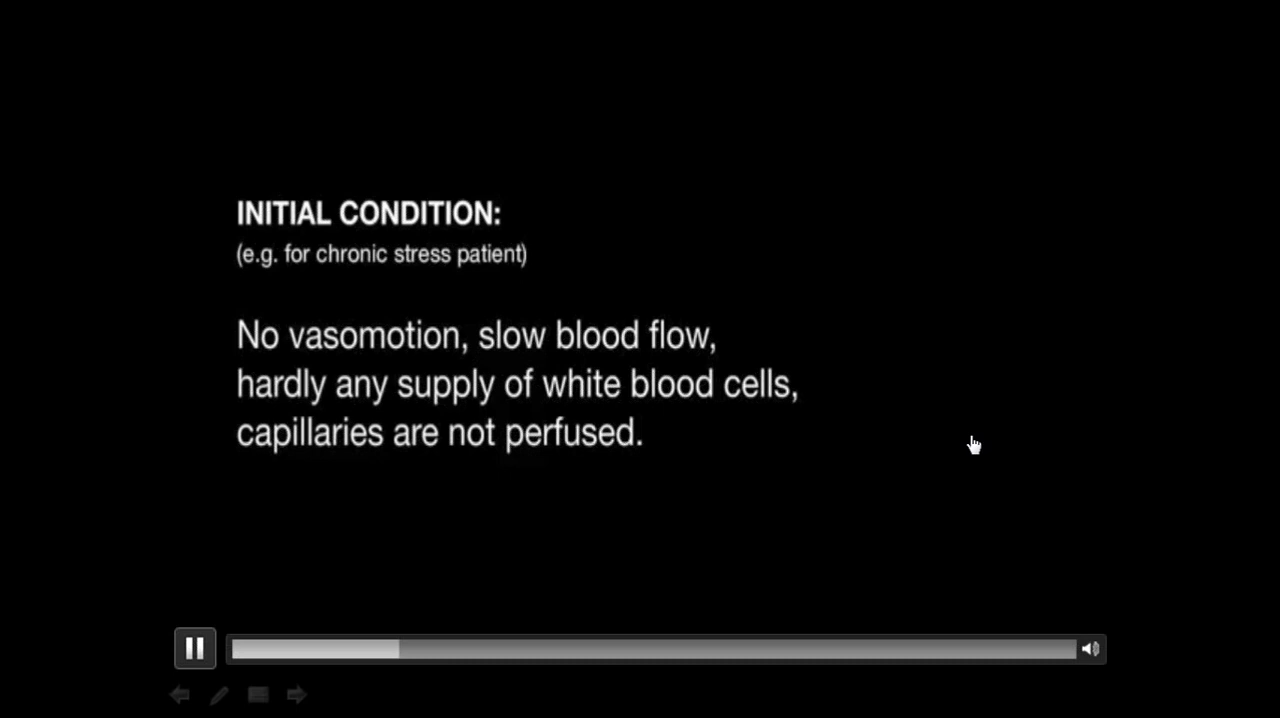 INITIAL CONDITION:
(e.g. for chronic stress patient)
No vasomotion, slow blood flow,
hardly any supply of white blood cells,
capillaries are not perfused.